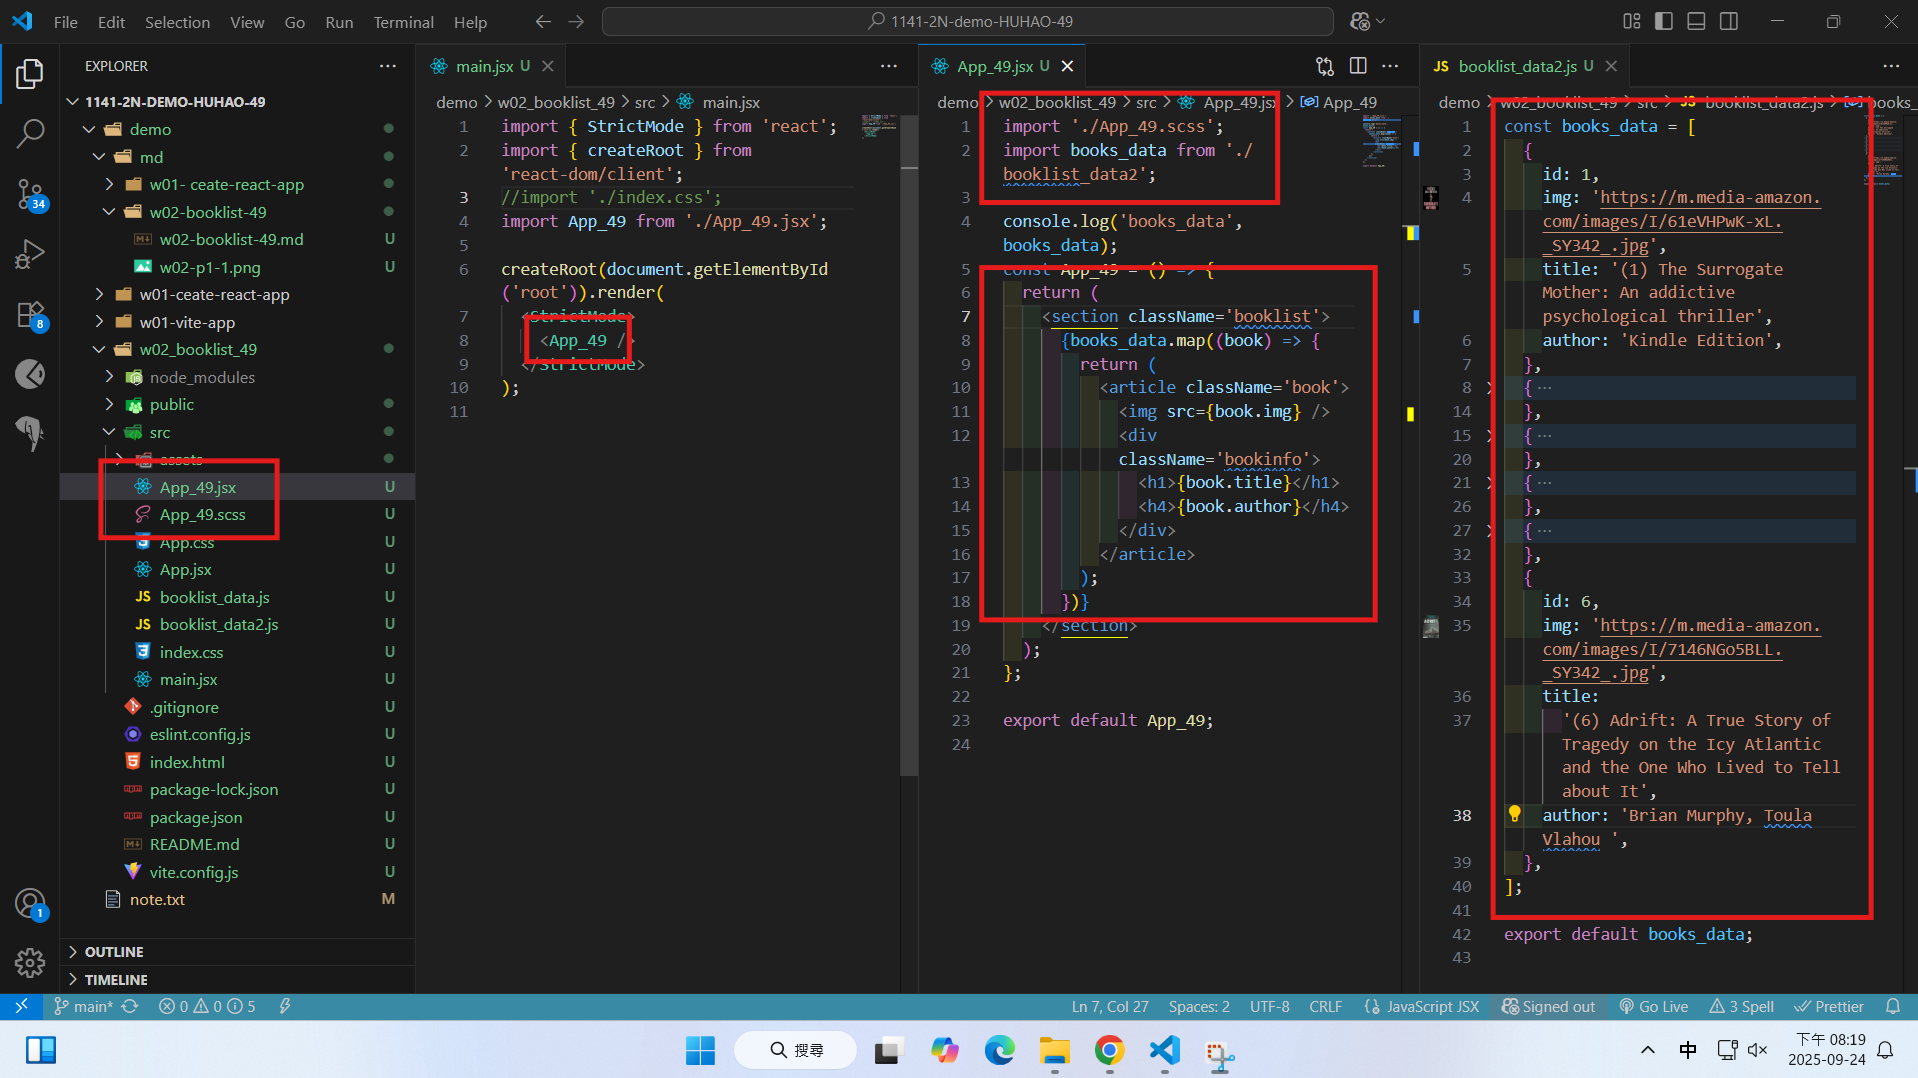 File Edit Selection View Go Run Terminal Help
1141-2N-demo-HUHAO-49
EXPLORER
1141-2N-DEMO-HUHAO-49
demo
md
w01- ceate-react-app
w02-booklist-49
w02-booklist-49.md U
w02-p1-1.png U
w01-ceate-react-app
w01-vite-app
w02_booklist_49
node_modules
public
src
assets
App_49.jsx U
App_49.scss U
App.css U
App.jsx U
booklist_data.js U
booklist_data2.js U
index.css U
main.jsx U
.gitignore U
eslint.config.js U
index.html U
package-lock.json U
package.json U
README.md U
vite.config.js U
note.txt M
OUTLINE
TIMELINE
34
8
1
main.jsx U
demo > w02_booklist_49 > src > main.jsx
1 import { StrictMode } from 'react';
2 import { createRoot } from
'react-dom/client';
3 //import './index.css';
4 import App_49 from './App_49.jsx';
5
6 createRoot(document.getElementById
('root')).render(
7 <StrictMode>
8 <App_49 />
9 </StrictMode>
10 );
11
App_49.jsx U
demo > w02_booklist_49 > src > App_49.jsx > App_49
1 import './App_49.scss';
2 import books_data from './
booklist_data2';
3
4 console.log('books_data',
books_data);
5 const App_49 = () => {
6 return (
7 <section className='booklist'>
8 {books_data.map((book) => {
9 return (
10 <article className='book'>
11 <img src={book.img} />
12 <div
className='bookinfo'>
13 <h1>{book.title}</h1>
14 <h4>{book.author}</h4>
15 </div>
16 </article>
17 );
18 })}
19 </section>
20 );
21 };
22
23 export default App_49;
24
JS booklist_data2.js U
demo > w02_booklist_49 > src > JS booklist_data2.js > books_
1 const books_data = [
2 {
3 id: 1,
4 img: 'https://m.media-amazon.
com/images/I/61eVHPwK-xL.
_SY342_.jpg',
5 title: '(1) The Surrogate
Mother: An addictive
psychological thriller',
6 author: 'Kindle Edition',
7 },
8 { ···
14 },
15 { ···
20 },
21 { ···
26 },
27 { ···
32 },
33 {
34 id: 6,
35 img: 'https://m.media-amazon.
com/images/I/7146NGo5BLL.
_SY342_.jpg',
36 title:
37 '(6) Adrift: A True Story of
Tragedy on the Icy Atlantic
and the One Who Lived to Tell
about It',
38 author: 'Brian Murphy, Toula
Vlahou ',
39 },
40 ];
41
42 export default books_data;
43
main* 0 0 5
Ln 7, Col 27 Spaces: 2 UTF-8 CRLF JavaScript JSX Signed out Go Live 3 Spell Prettier
搜尋
中
下午 08:19
2025-09-24